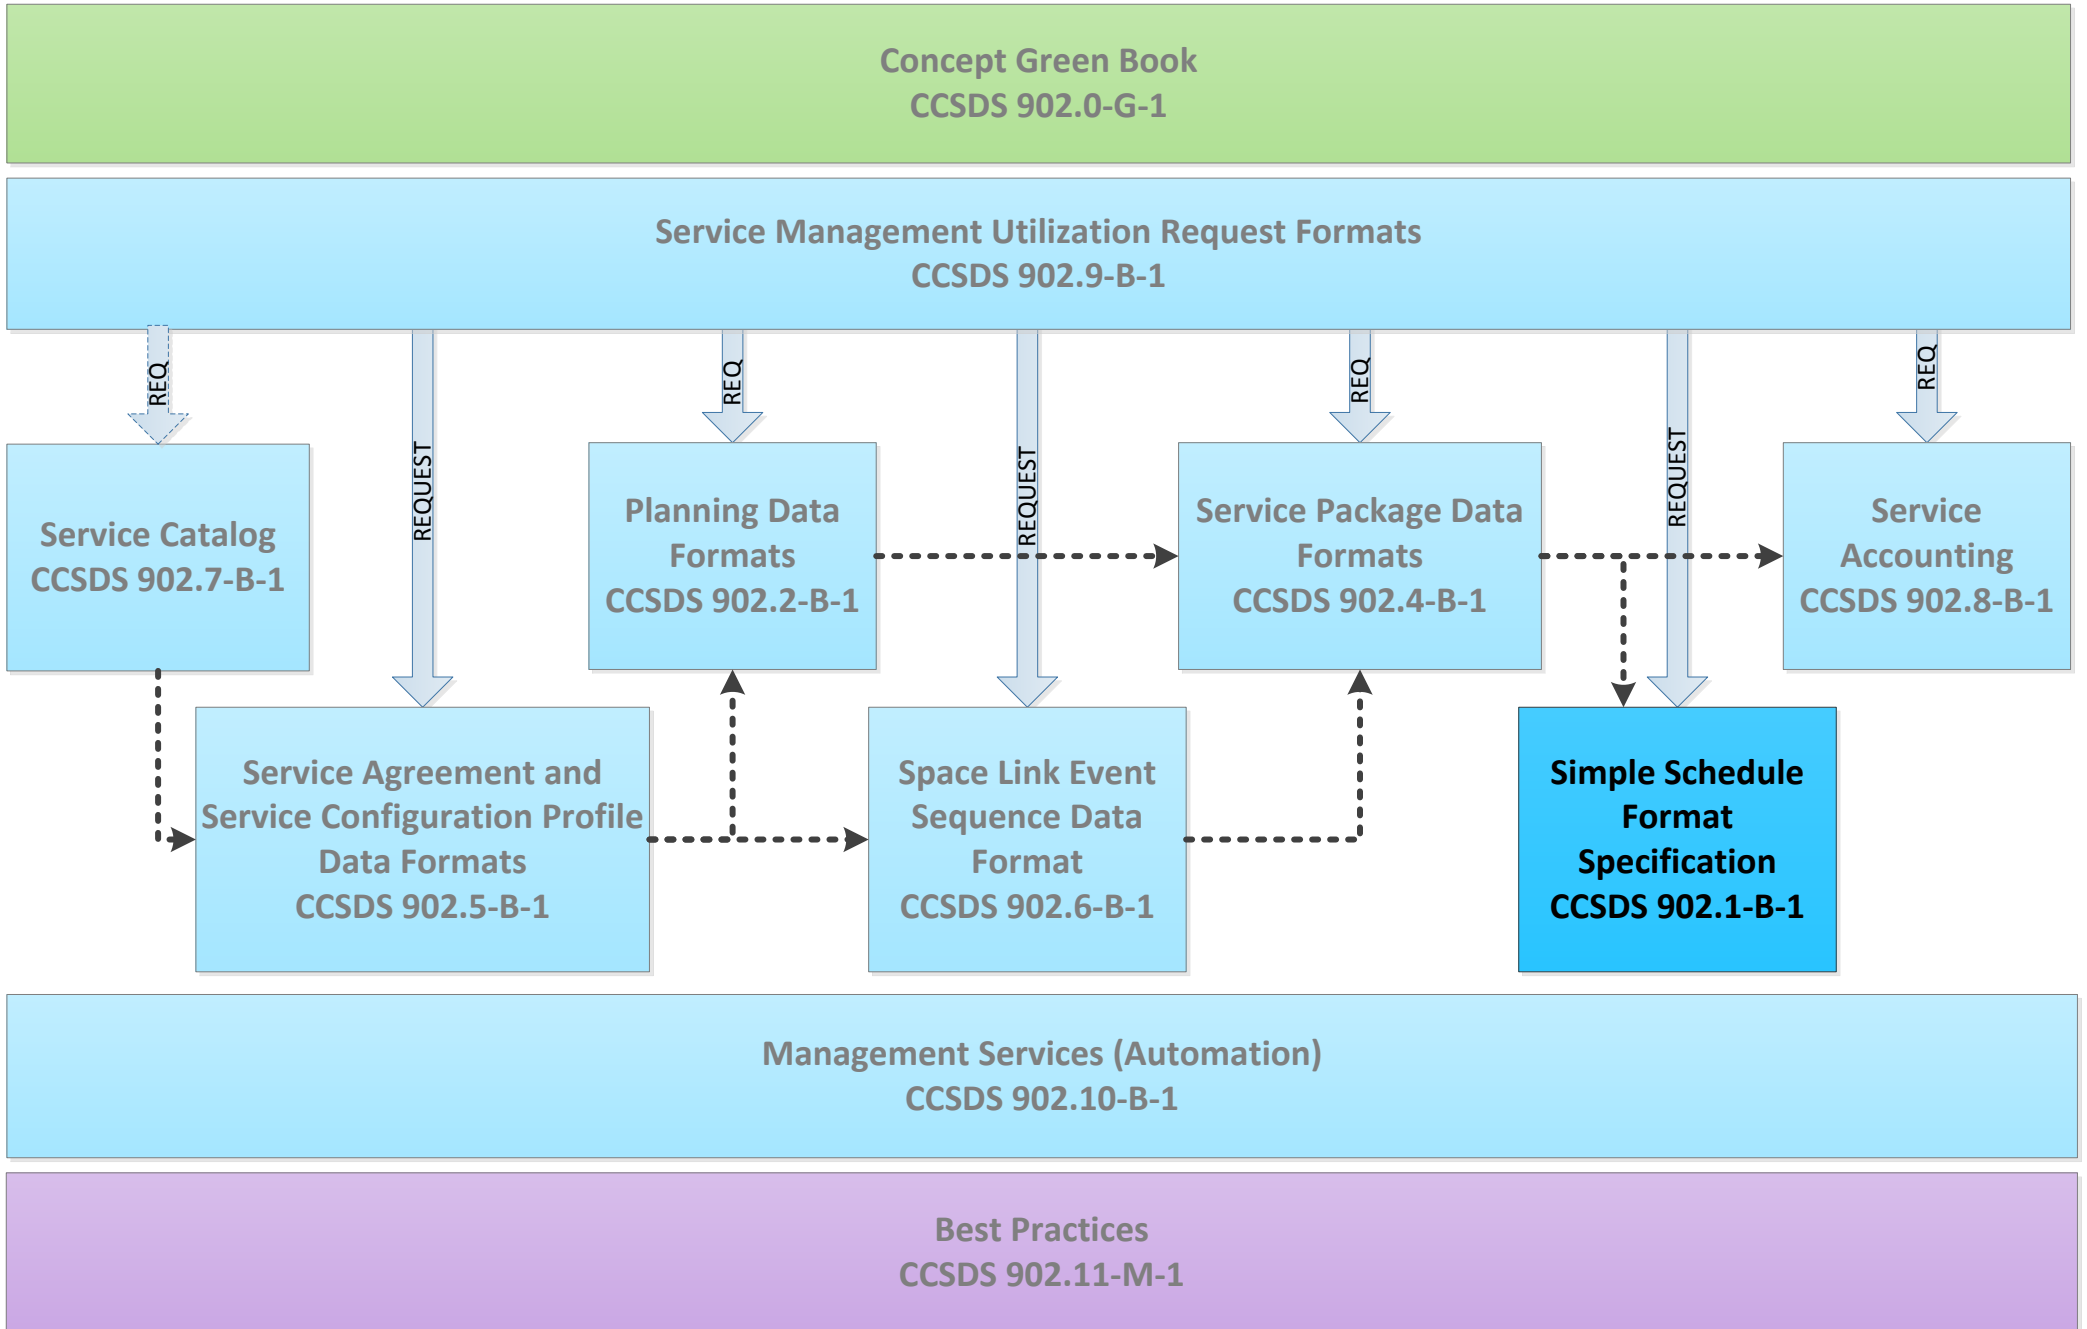 Concept Green Book
CCSDS 902.0-G-1
Service Management Utilization Request Formats
CCSDS 902.9-B-1
REQ
REQUEST
REQ
REQUEST
REQ
REQUEST
REQ
Service Catalog
CCSDS 902.7-B-1
Planning Data
Formats
CCSDS 902.2-B-1
Service Package Data
Formats
CCSDS 902.4-B-1
Service
Accounting
CCSDS 902.8-B-1
Service Agreement and
Service Configuration Profile
Data Formats
CCSDS 902.5-B-1
Space Link Event
Sequence Data
Format
CCSDS 902.6-B-1
Simple Schedule
Format
Specification
CCSDS 902.1-B-1
Management Services (Automation)
CCSDS 902.10-B-1
Best Practices
CCSDS 902.11-M-1